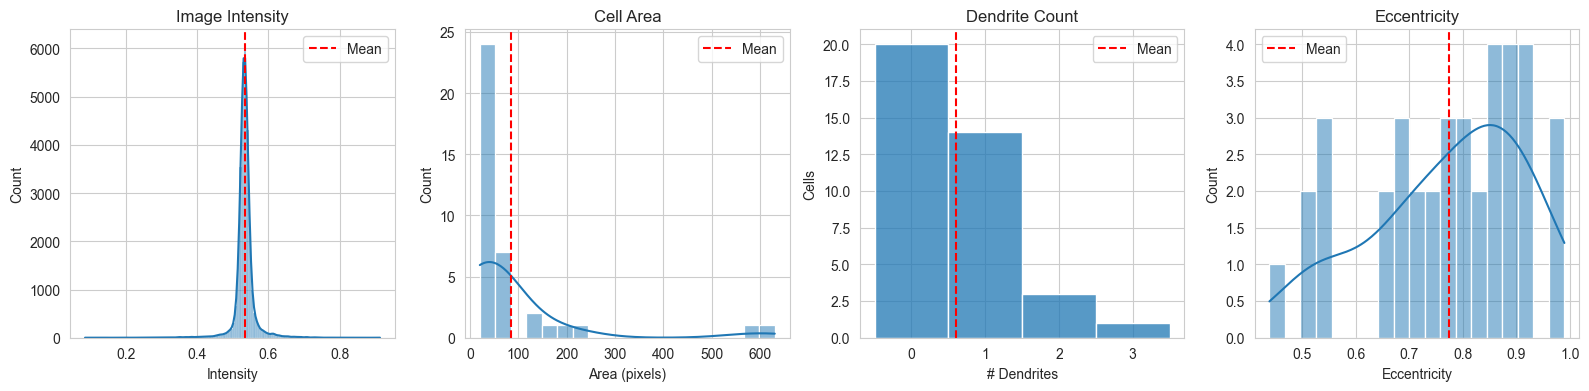 Image Intensity
Mean
6000
5000
4000
3000
2000
1000
0
Count
0.2 0.4 0.6 0.8
Intensity
Cell Area
Mean
25
20
15
10
5
0
Count
0 100 200 300 400 500 600
Area (pixels)
Dendrite Count
Mean
20.0
17.5
15.0
12.5
10.0
7.5
5.0
2.5
0.0
Cells
0 1 2 3
# Dendrites
Eccentricity
Mean
4.0
3.5
3.0
2.5
2.0
1.5
1.0
0.5
0.0
Count
0.5 0.6 0.7 0.8 0.9 1.0
Eccentricity